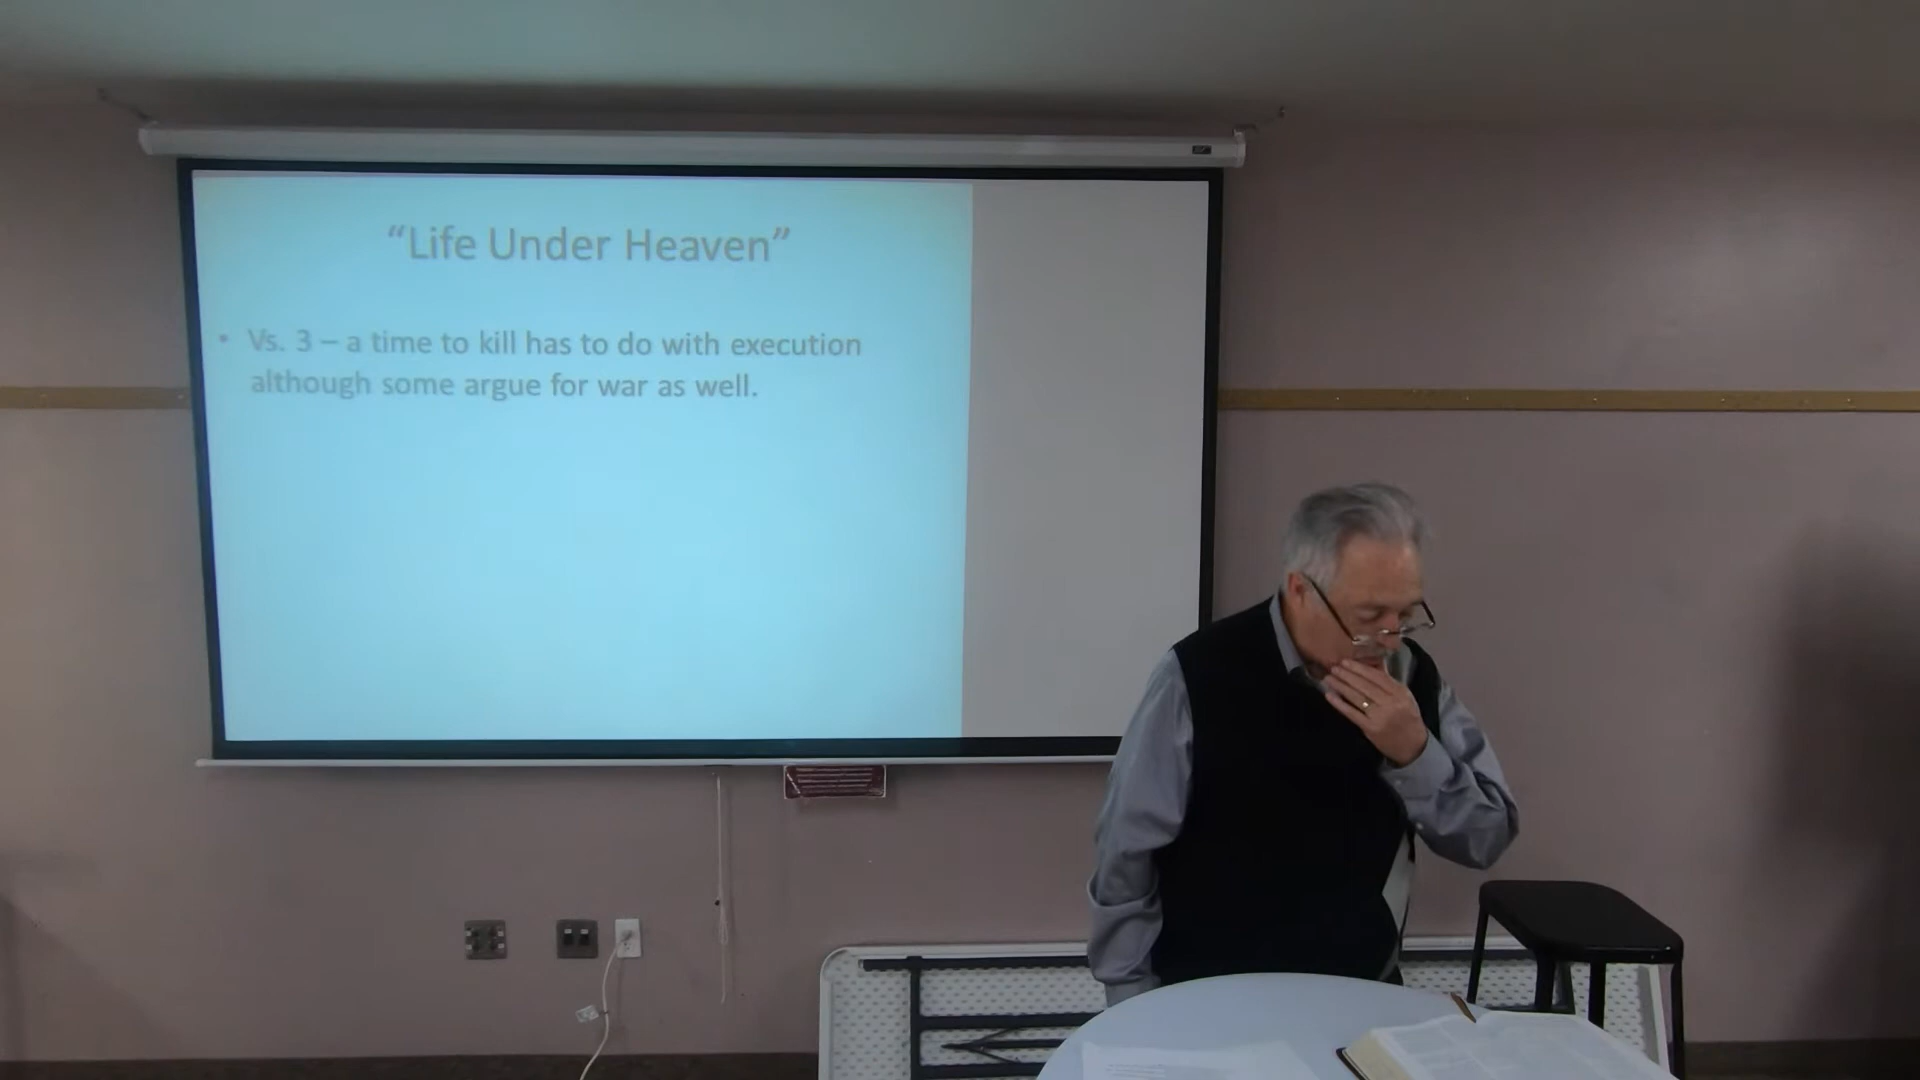 “Life Under Heaven”
• Vs. 3 – a time to kill has to do with execution
although some argue for war as well.